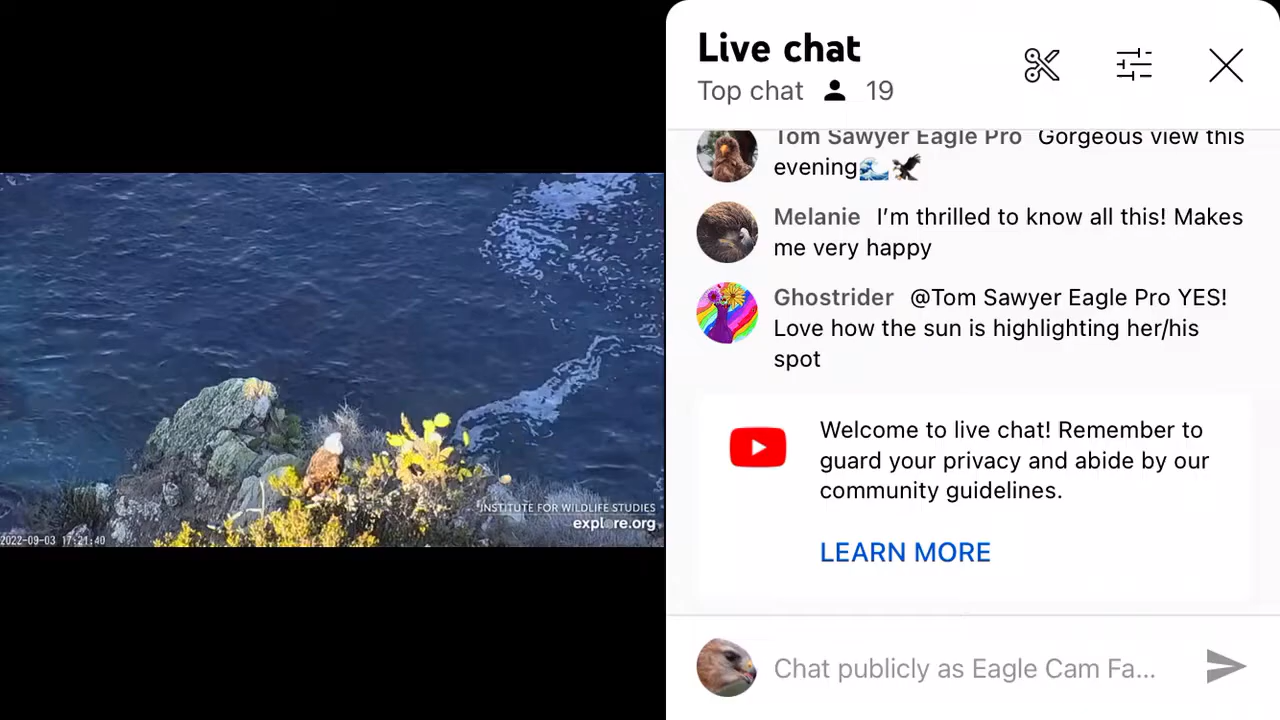 INSTITUTE FOR WILDLIFE STUDIES
explore.org
2022-09-03 17:21:40
Live chat
Top chat 19
Tom Sawyer Eagle Pro Gorgeous view this
evening🌊🦅
Melanie I'm thrilled to know all this! Makes
me very happy
Ghostrider @Tom Sawyer Eagle Pro YES!
Love how the sun is highlighting her/his
spot
Welcome to live chat! Remember to
guard your privacy and abide by our
community guidelines.
LEARN MORE
Chat publicly as Eagle Cam Fa...